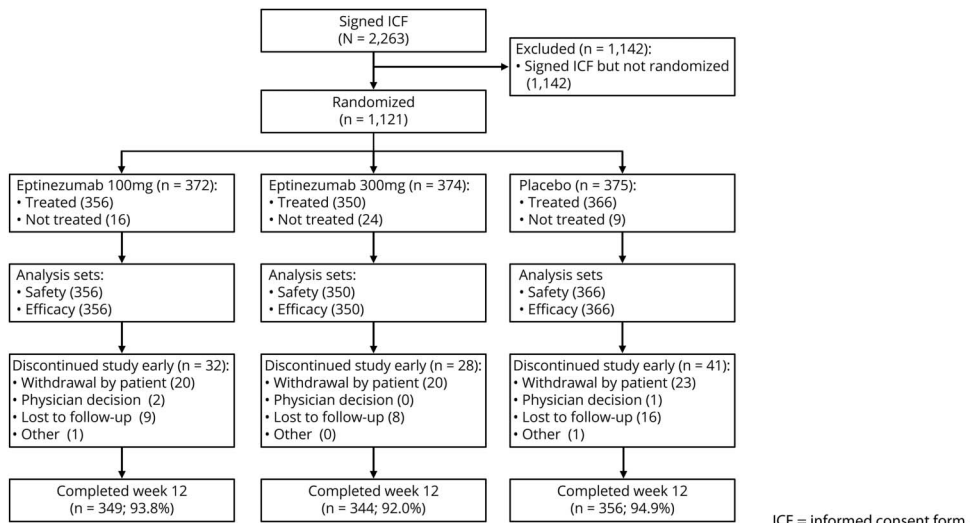 Signed ICF
(N = 2,263)
Excluded (n = 1,142):
• Signed ICF but not randomized
(1,142)
Randomized
(n = 1,121)
Eptinezumab 100mg (n = 372):
• Treated (356)
• Not treated (16)
Eptinezumab 300mg (n = 374):
• Treated (350)
• Not treated (24)
Placebo (n = 375):
• Treated (366)
• Not treated (9)
Analysis sets:
• Safety (356)
• Efficacy (356)
Analysis sets:
• Safety (350)
• Efficacy (350)
Analysis sets
• Safety (366)
• Efficacy (366)
Discontinued study early (n = 32):
• Withdrawal by patient (20)
• Physician decision (2)
• Lost to follow-up (9)
• Other (1)
Discontinued study early (n = 28):
• Withdrawal by patient (20)
• Physician decision (0)
• Lost to follow-up (8)
• Other (0)
Discontinued study early (n = 41):
• Withdrawal by patient (23)
• Physician decision (1)
• Lost to follow-up (16)
• Other (1)
Completed week 12
(n = 349; 93.8%)
Completed week 12
(n = 344; 92.0%)
Completed week 12
(n = 356; 94.9%)
ICF = informed consent form